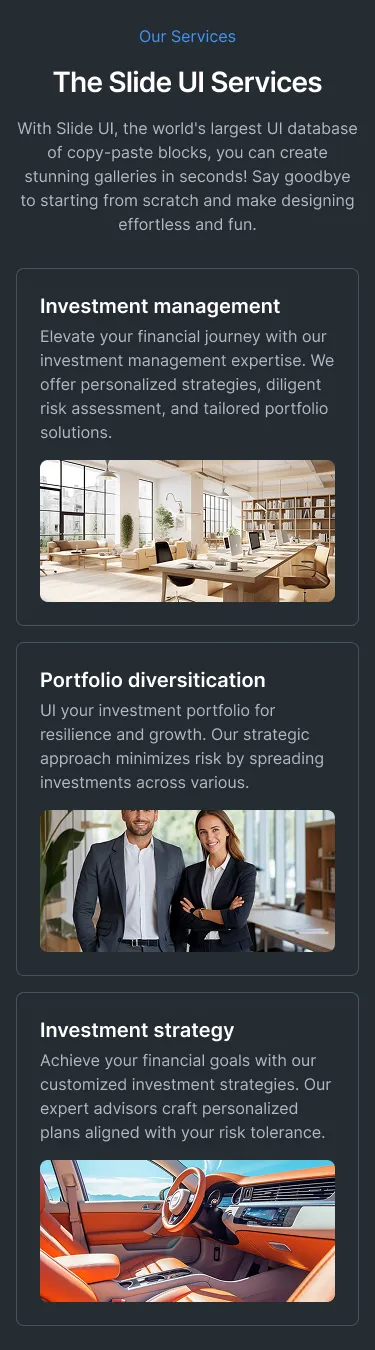 Our Services
The Slide UI Services
With Slide UI, the world's largest UI database
of copy-paste blocks, you can create
stunning galleries in seconds! Say goodbye
to starting from scratch and make designing
effortless and fun.
Investment management
Elevate your financial journey with our
investment management expertise. We
offer personalized strategies, diligent
risk assessment, and tailored portfolio
solutions.
Portfolio diversitication
UI your investment portfolio for
resilience and growth. Our strategic
approach minimizes risk by spreading
investments across various.
Investment strategy
Achieve your financial goals with our
customized investment strategies. Our
expert advisors craft personalized
plans aligned with your risk tolerance.